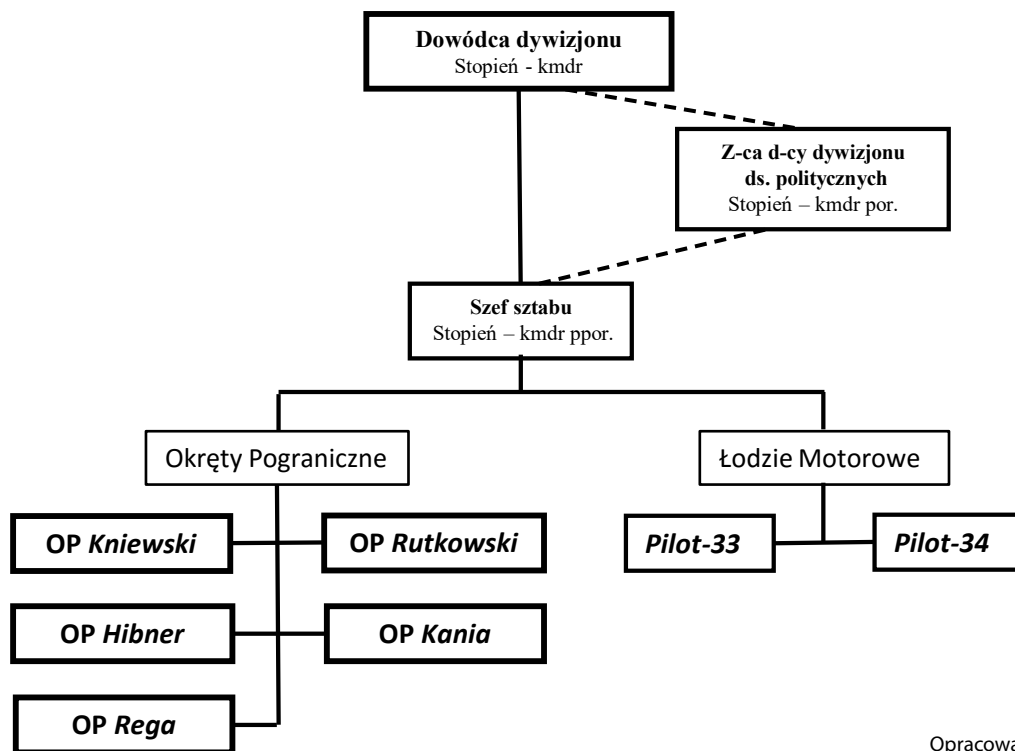 Dowódca dywizjonu
Stopień - kmdr
Z-ca d-cy dywizjonu
ds. politycznych
Stopień – kmdr por.
Szef sztabu
Stopień – kmdr ppor.
Okręty Pograniczne
Łodzie Motorowe
OP Kniewski
OP Rutkowski
Pilot-33
Pilot-34
OP Hibner
OP Kania
OP Rega
Opracowa